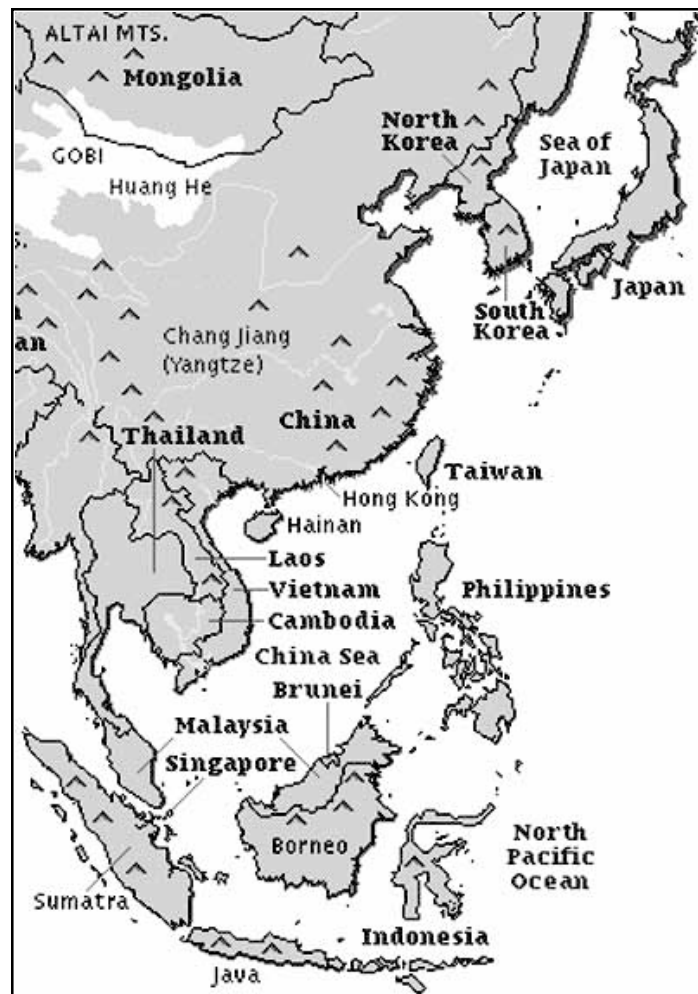 ALTAI MTS.
Mongolia
North
Korea
Sea of
Japan
GOBI
Huang He
S.
Japan
South
Korea
n
an
Chang Jiang
(Yangtze)
China
Thailand
Taiwan
Hong Kong
Hainan
Laos
Vietnam
Philippines
Cambodia
China Sea
Brunei
Malaysia
Singapore
Borneo
North
Pacific
Ocean
Sumatra
Indonesia
Java